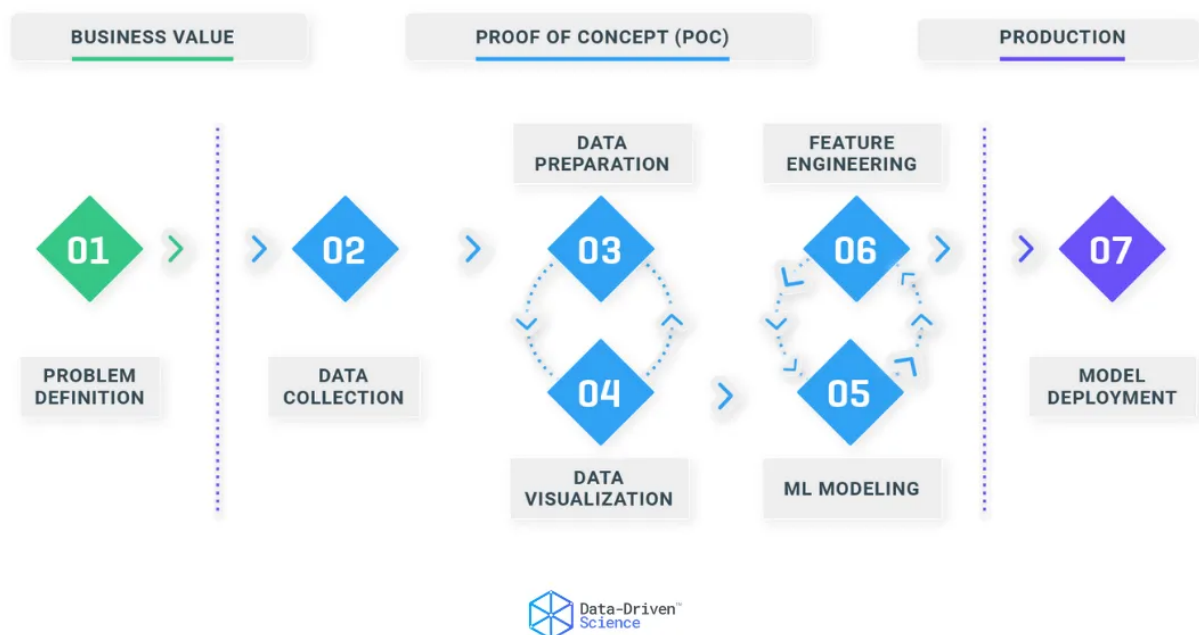 BUSINESS VALUE
PROOF OF CONCEPT (POC)
PRODUCTION
DATA
PREPARATION
FEATURE
ENGINEERING
01
02
03
06
07
PROBLEM
DEFINITION
DATA
COLLECTION
04
05
MODEL
DEPLOYMENT
DATA
VISUALIZATION
ML MODELING
Data-Driven™
Science